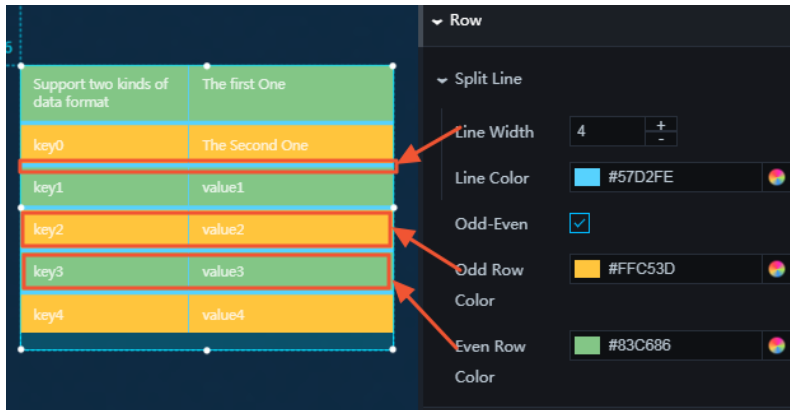 Row
5
Support two kinds of
data format
The first One
Split Line
key0
The Second One
Line Width
4
+
-
key1
value1
Line Color
#57D2FE
key2
value2
Odd-Even
key3
value3
Odd Row
Color
#FFC53D
key4
value4
Even Row
Color
#83C686